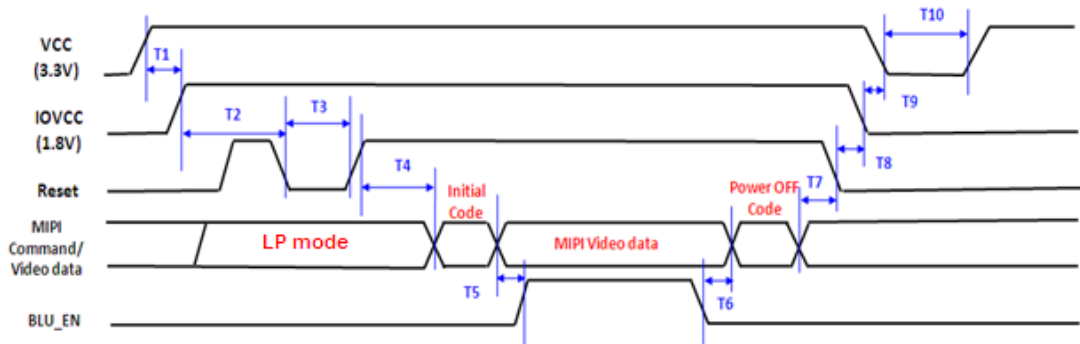 VCC
(3.3V)
T1
T10
T9
IOVCC
(1.8V)
T2
T3
T8
Reset
T4
Initial
Code
Power OFF
Code
T7
MIPI
Command/
Video data
LP mode
MIPI Video data
T5
T6
BLU_EN